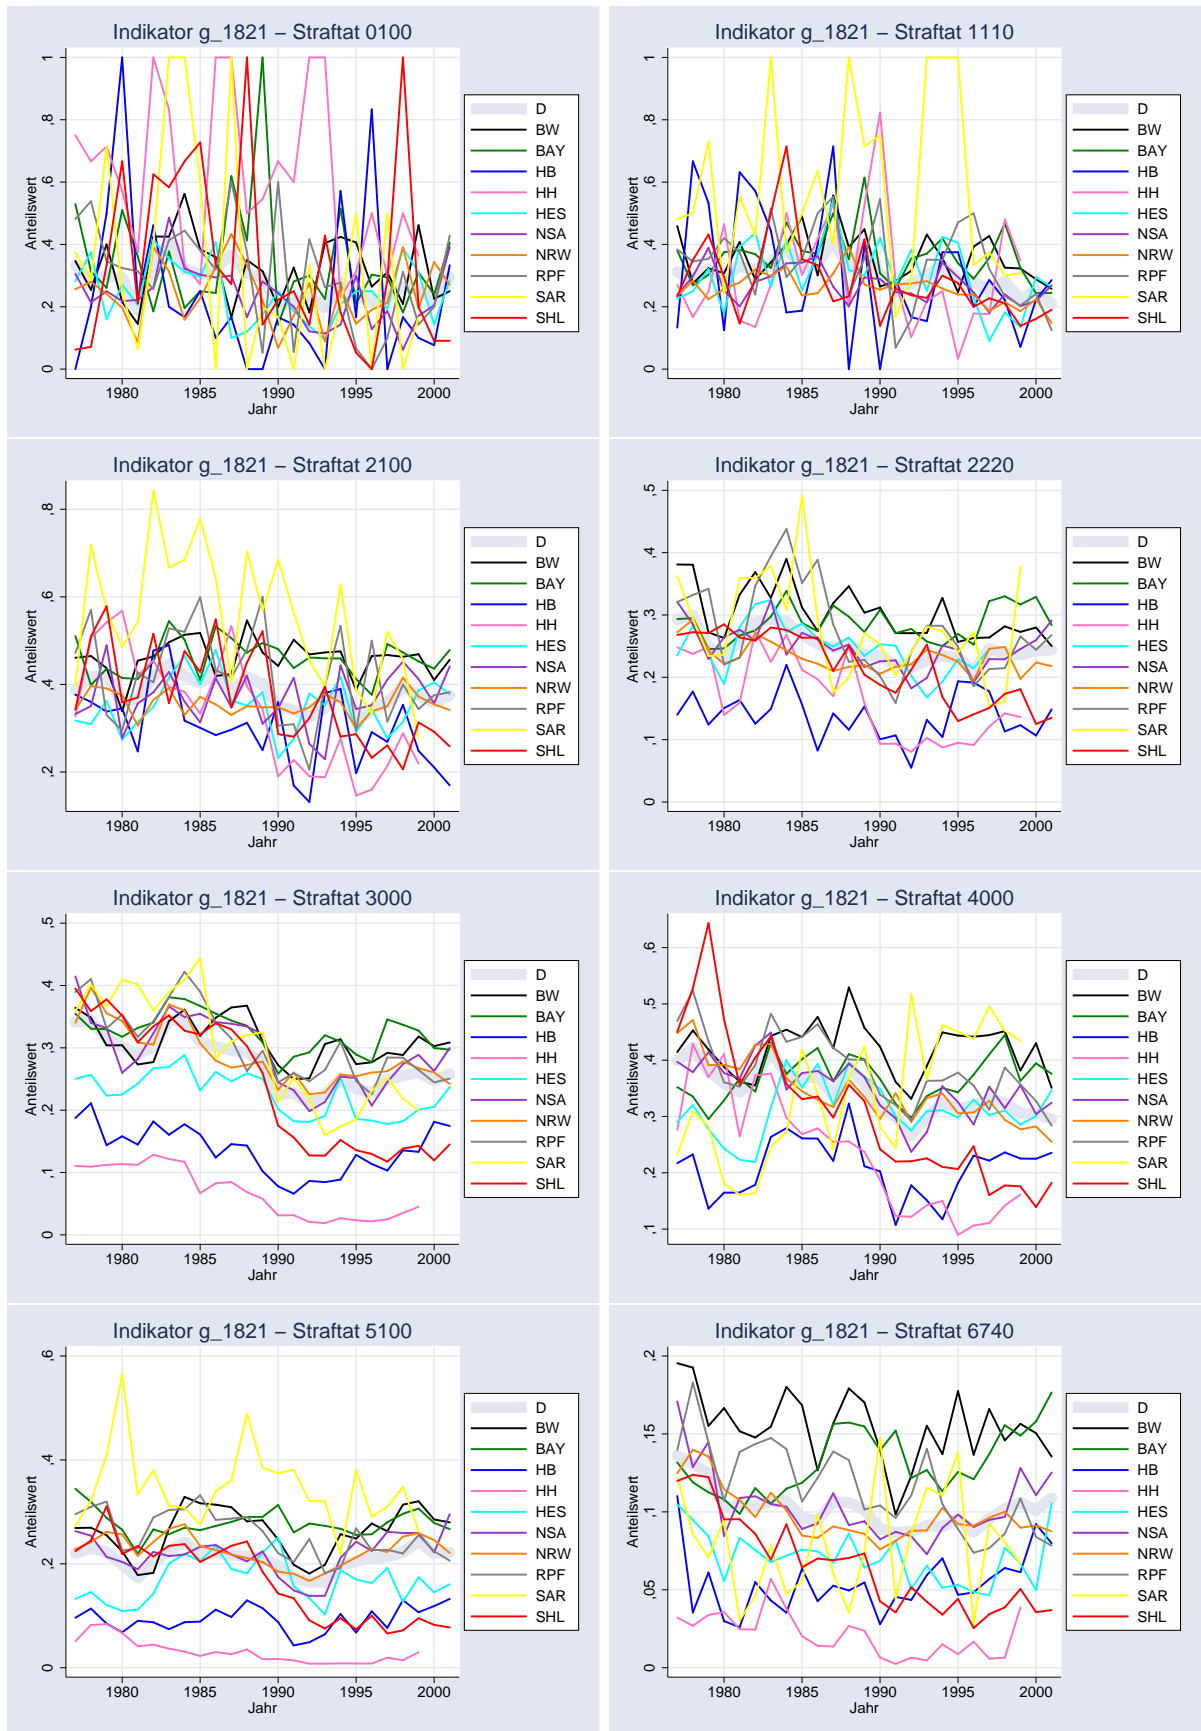 Indikator g_1821 – Straftat 0100
Anteilswert
1
,8
,6
,4
,2
0
1980
1985
1990
1995
2000
Jahr
D
BW
BAY
HB
HH
HES
NSA
NRW
RPF
SAR
SHL
Indikator g_1821 – Straftat 1110
Anteilswert
1
,8
,6
,4
,2
0
1980
1985
1990
1995
2000
Jahr
D
BW
BAY
HB
HH
HES
NSA
NRW
RPF
SAR
SHL
Indikator g_1821 – Straftat 2100
Anteilswert
,8
,6
,4
,2
1980
1985
1990
1995
2000
Jahr
D
BW
BAY
HB
HH
HES
NSA
NRW
RPF
SAR
SHL
Indikator g_1821 – Straftat 2220
Anteilswert
,5
,4
,3
,2
,1
0
1980
1985
1990
1995
2000
Jahr
D
BW
BAY
HB
HH
HES
NSA
NRW
RPF
SAR
SHL
Indikator g_1821 – Straftat 3000
Anteilswert
,5
,4
,3
,2
,1
0
1980
1985
1990
1995
2000
Jahr
D
BW
BAY
HB
HH
HES
NSA
NRW
RPF
SAR
SHL
Indikator g_1821 – Straftat 4000
Anteilswert
,6
,5
,4
,3
,2
,1
1980
1985
1990
1995
2000
Jahr
D
BW
BAY
HB
HH
HES
NSA
NRW
RPF
SAR
SHL
Indikator g_1821 – Straftat 5100
Anteilswert
,6
,4
,2
0
1980
1985
1990
1995
2000
Jahr
D
BW
BAY
HB
HH
HES
NSA
NRW
RPF
SAR
SHL
Indikator g_1821 – Straftat 6740
Anteilswert
,2
,15
,1
,05
0
1980
1985
1990
1995
2000
Jahr
D
BW
BAY
HB
HH
HES
NSA
NRW
RPF
SAR
SHL